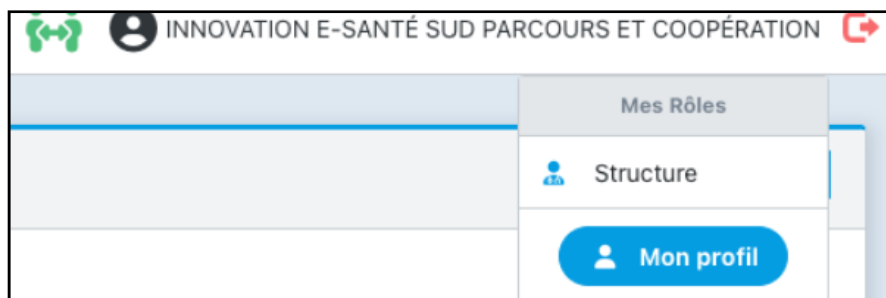 INNOVATION E-SANTÉ SUD PARCOURS ET COOPÉRATION
Mes Rôles
Structure
Mon profil